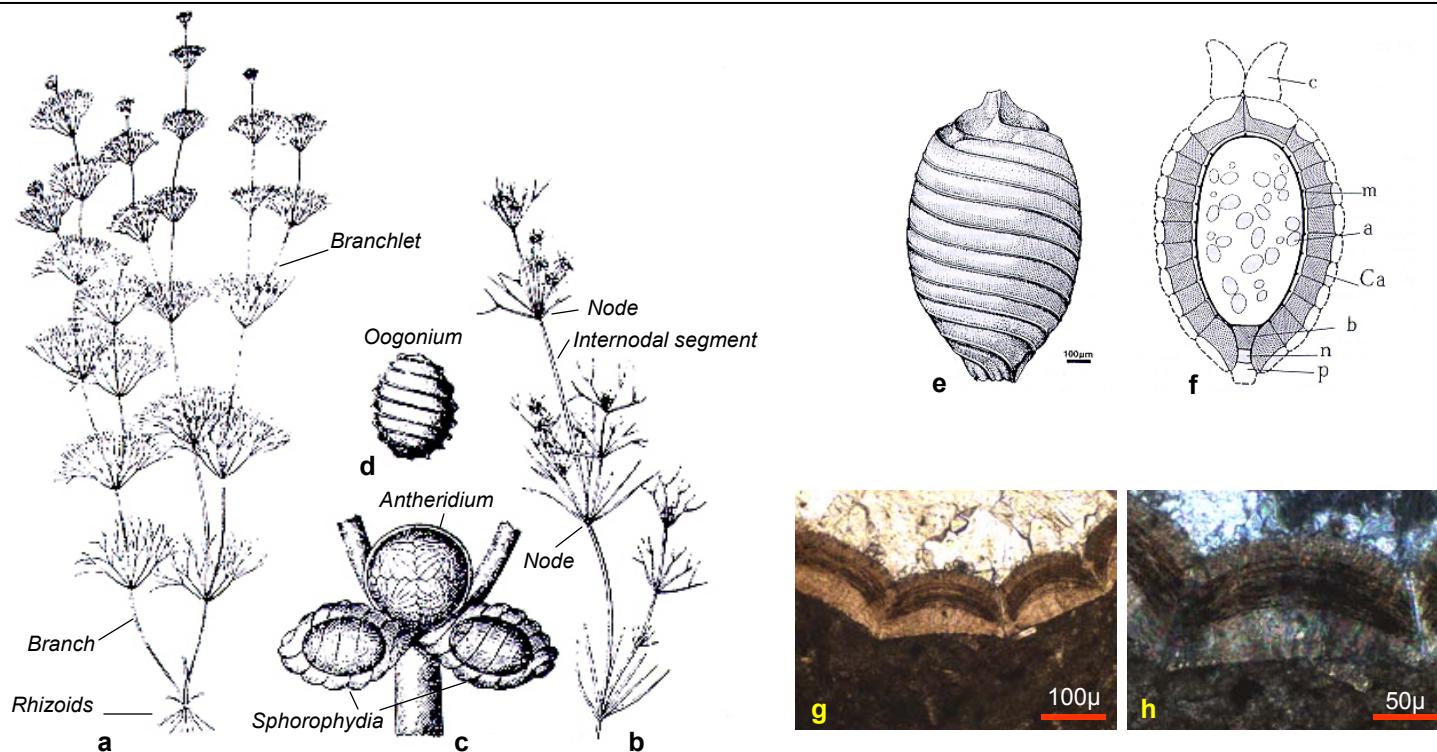 Branchlet
Node
Internodal segment
Oogonium
d
Antheridium
Node
Branch
Rhizoids
Sphorophydia
a
c
b
c
m
a
Ca
b
n
p
100µm
e
f
g
100µ
h
50µ